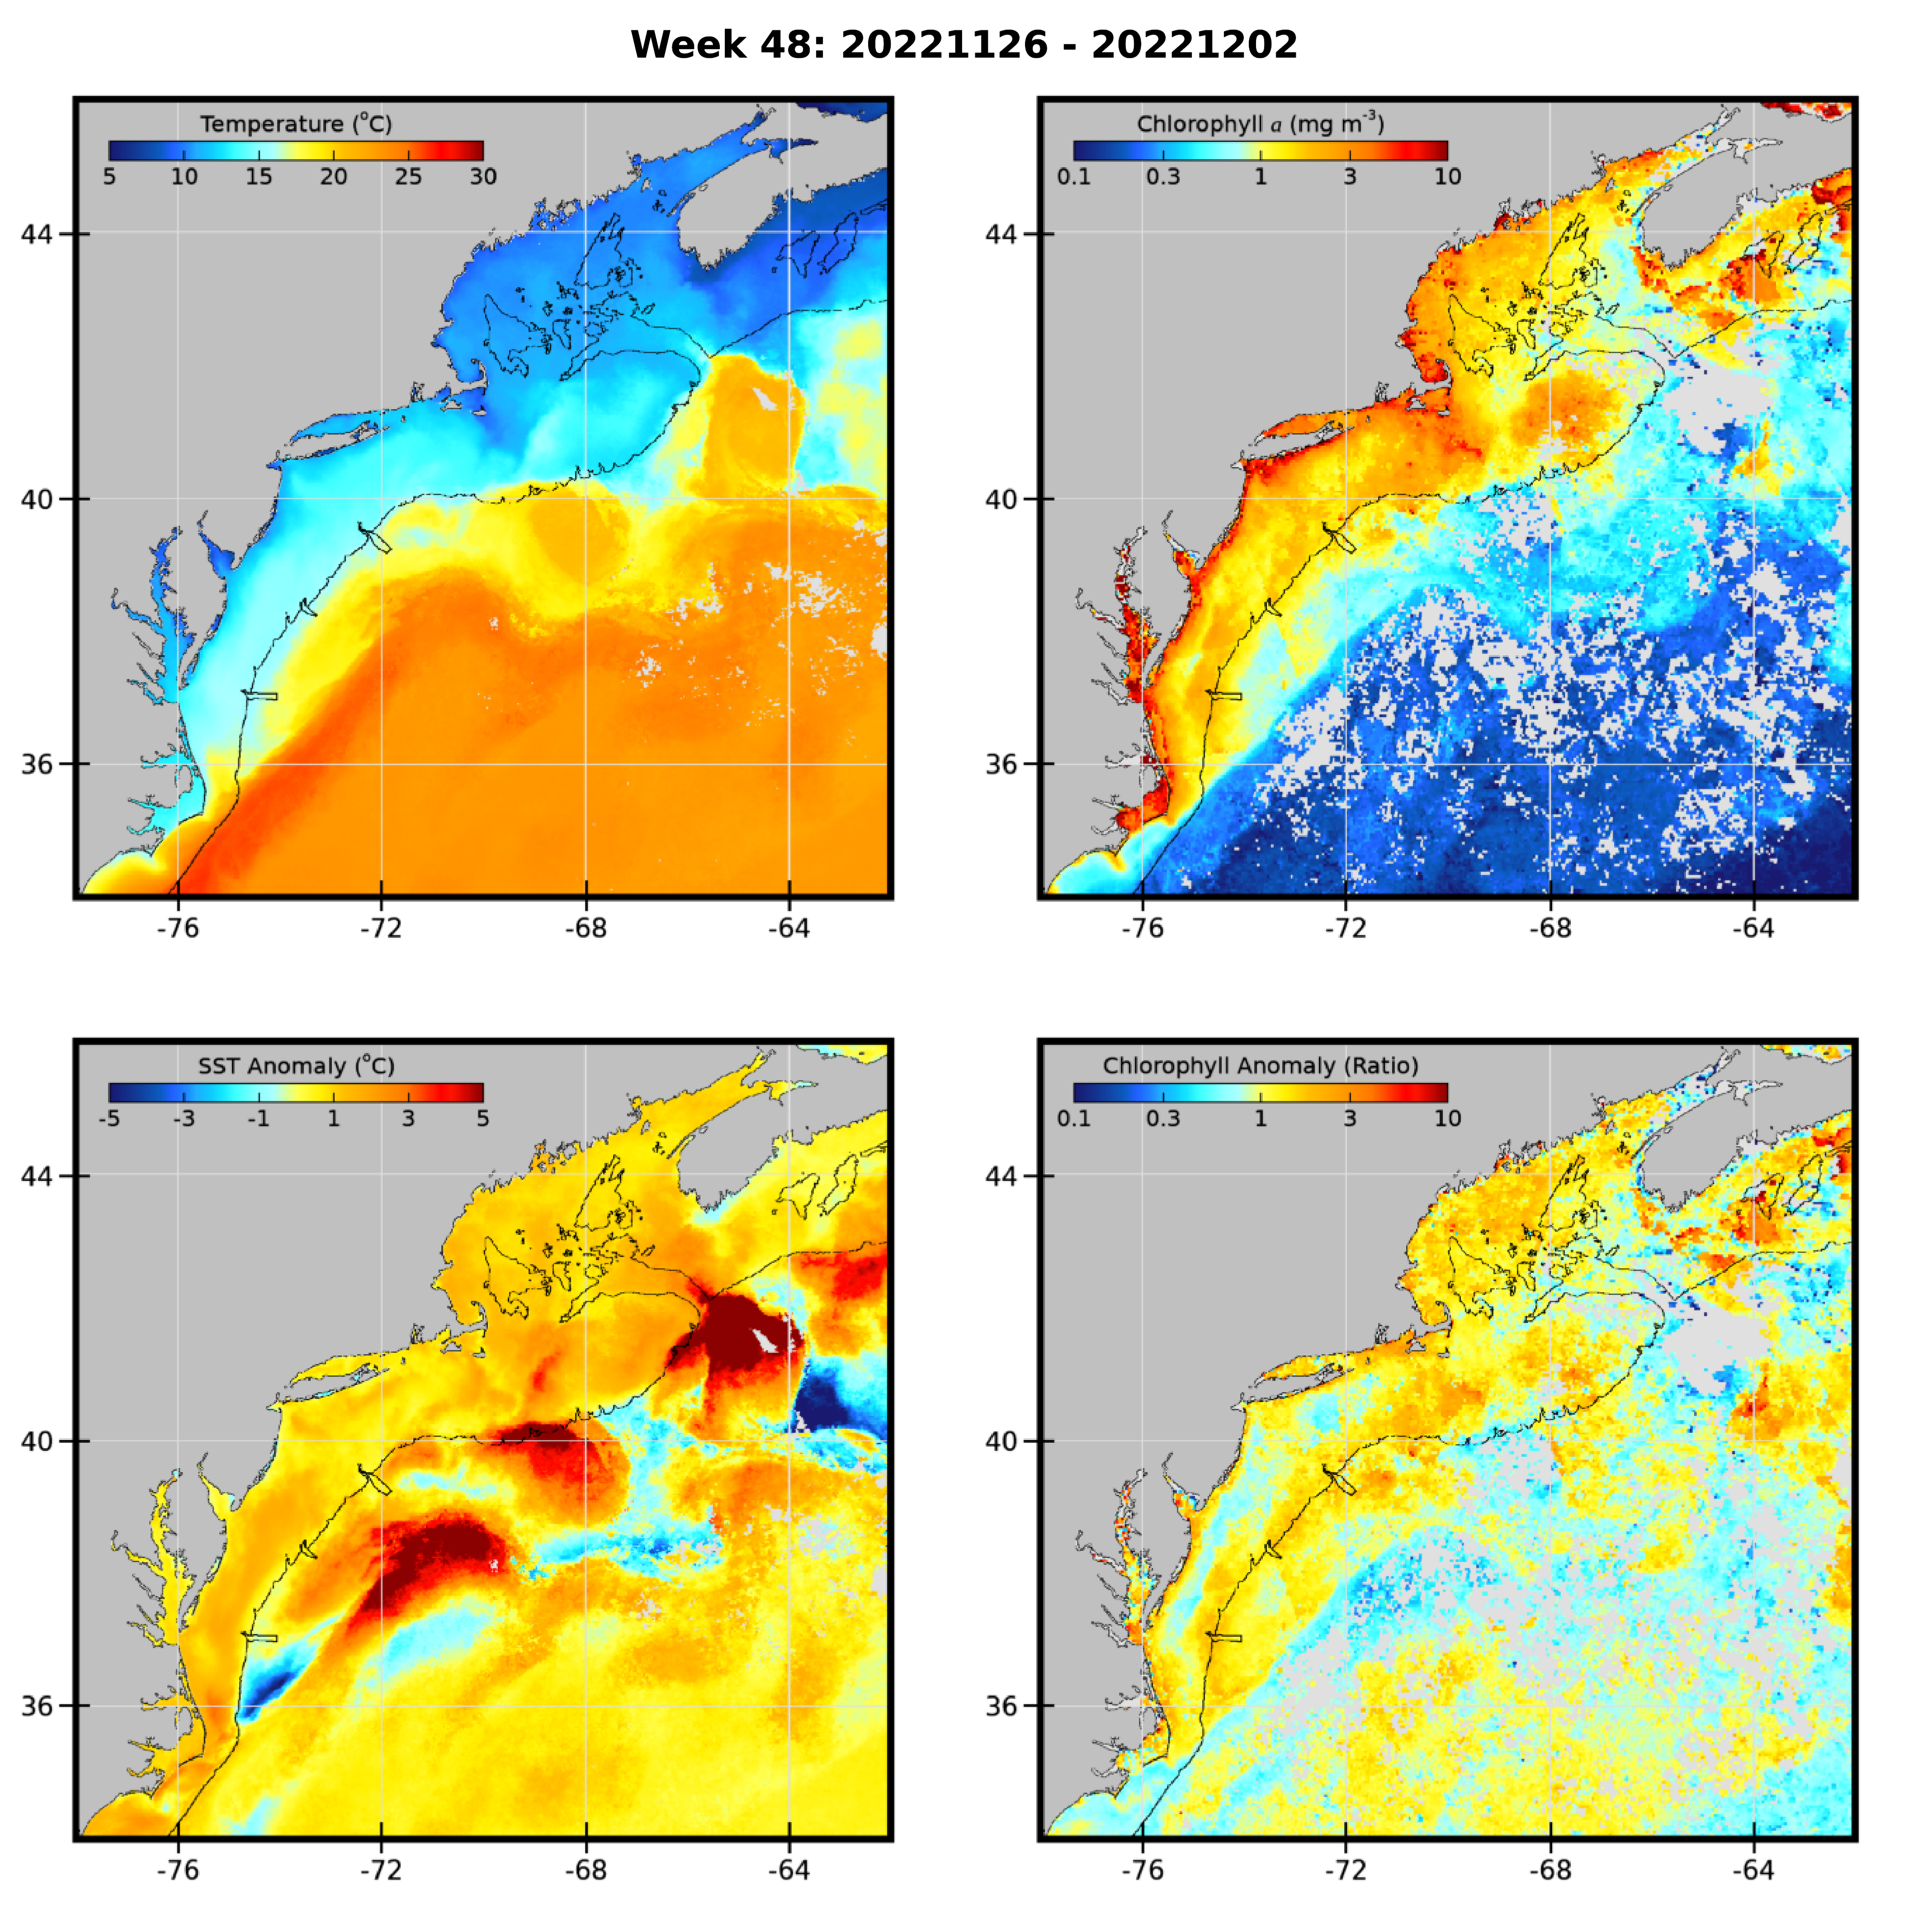 Week 48: 20221126 - 20221202
Temperature (°C)
5 10 15 20 25 30
44
40
36
-76 -72 -68 -64
Chlorophyll a (mg m⁻³)
0.1 0.3 1 3 10
44
40
36
-76 -72 -68 -64
SST Anomaly (°C)
-5 -3 -1 1 3 5
44
40
36
-76 -72 -68 -64
Chlorophyll Anomaly (Ratio)
0.1 0.3 1 3 10
44
40
36
-76 -72 -68 -64